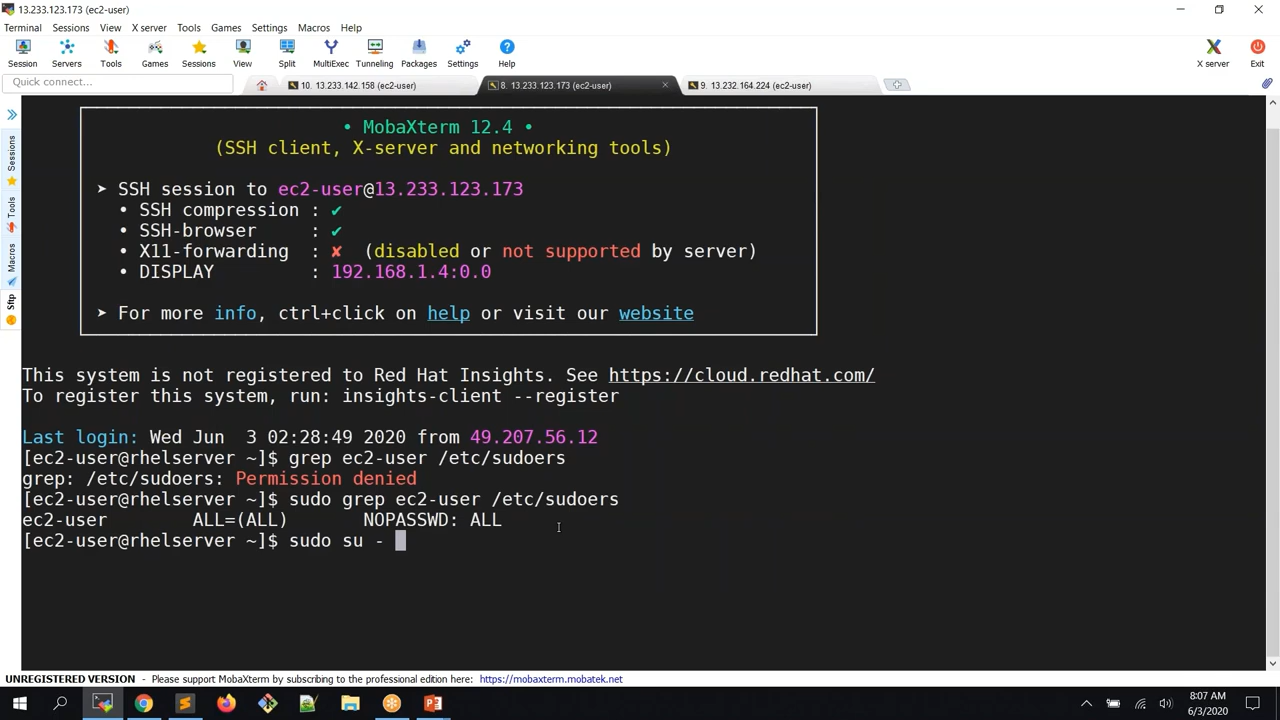 13.233.123.173 (ec2-user)
Terminal Sessions View X server Tools Games Settings Macros Help
Session Servers Tools Games Sessions View Split MultiExec Tunneling Packages Settings Help X server Exit
Quick connect...
10. 13.233.142.158 (ec2-user)
8. 13.233.123.173 (ec2-user)
9. 13.232.164.224 (ec2-user)
Sessions
Tools
Macros
Sftp
• MobaXterm 12.4 •
(SSH client, X-server and networking tools)
➤ SSH session to ec2-user@13.233.123.173
• SSH compression : ✔
• SSH-browser : ✔
• X11-forwarding : ✘ (disabled or not supported by server)
• DISPLAY : 192.168.1.4:0.0
➤ For more info, ctrl+click on help or visit our website
This system is not registered to Red Hat Insights. See https://cloud.redhat.com/
To register this system, run: insights-client --register
Last login: Wed Jun  3 02:28:49 2020 from 49.207.56.12
[ec2-user@rhelserver ~]$ grep ec2-user /etc/sudoers
grep: /etc/sudoers: Permission denied
[ec2-user@rhelserver ~]$ sudo grep ec2-user /etc/sudoers
ec2-user        ALL=(ALL)       NOPASSWD: ALL
[ec2-user@rhelserver ~]$ sudo su -
UNREGISTERED VERSION - Please support MobaXterm by subscribing to the professional edition here: https://mobaxterm.mobatek.net
8:07 AM
6/3/2020